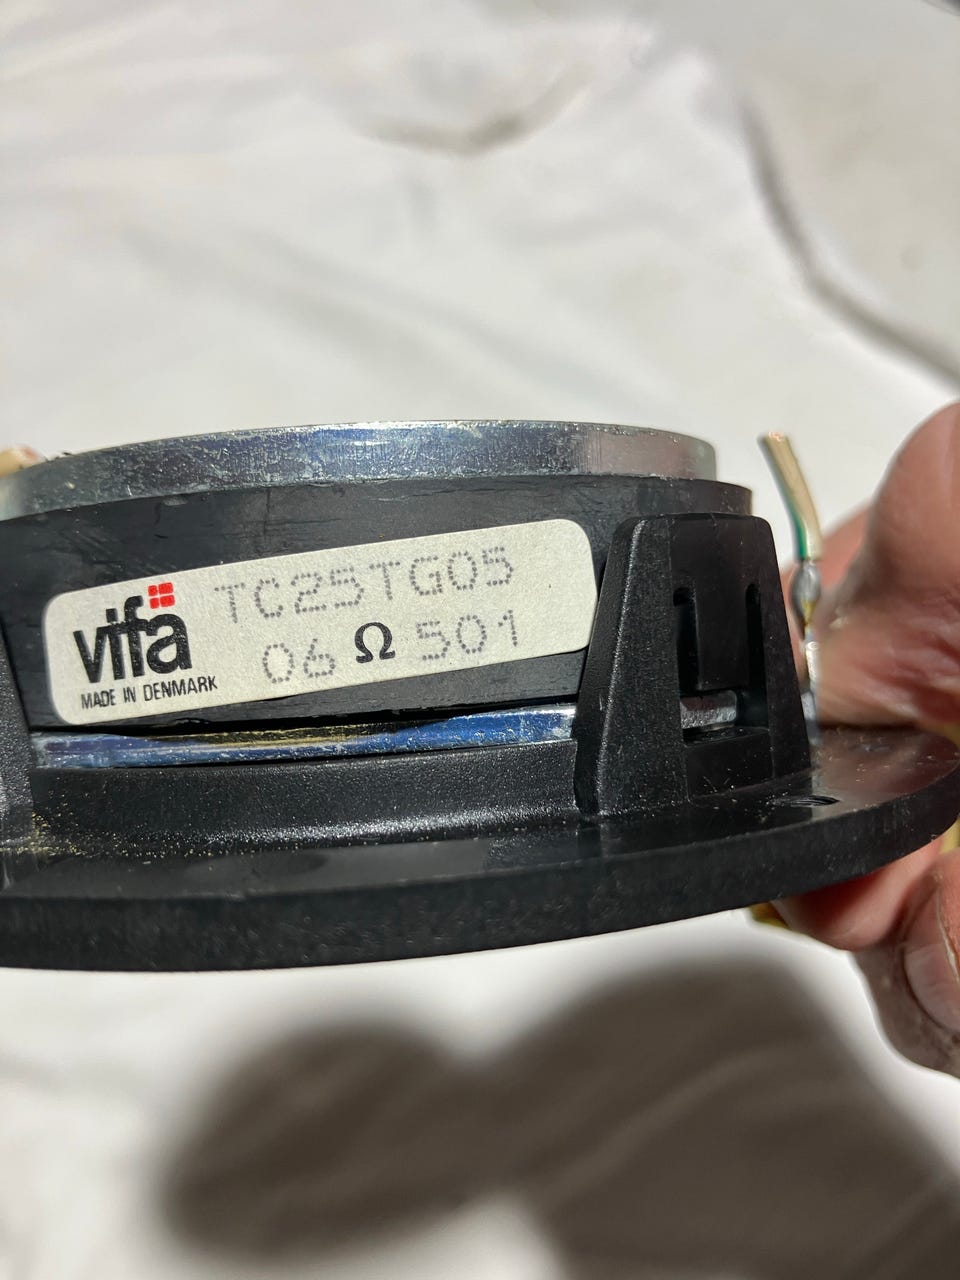 vifa
MADE IN DENMARK
TC25TG05
06 Ω 501